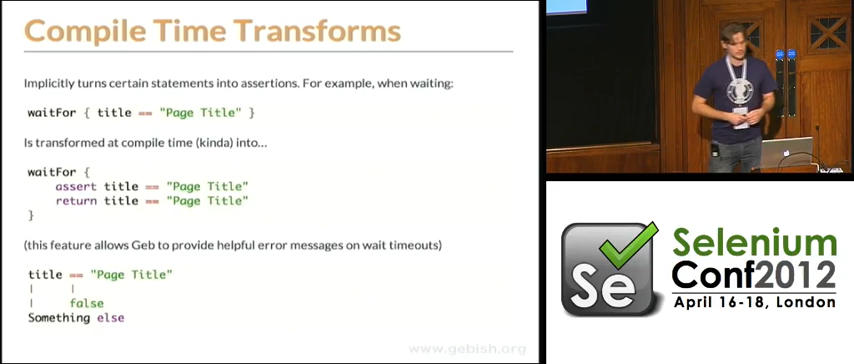 Compile Time Transforms
Implicitly turns certain statements into assertions. For example, when waiting:
waitFor { title == "Page Title" }
Is transformed at compile time (kinda) into...
waitFor {
    assert title == "Page Title"
    return title == "Page Title"
}
(this feature allows Geb to provide helpful error messages on wait timeouts)
title == "Page Title"
|     |
|     false
Something else
www.gebish.org
Se
Selenium
Conf2012
April 16-18, London